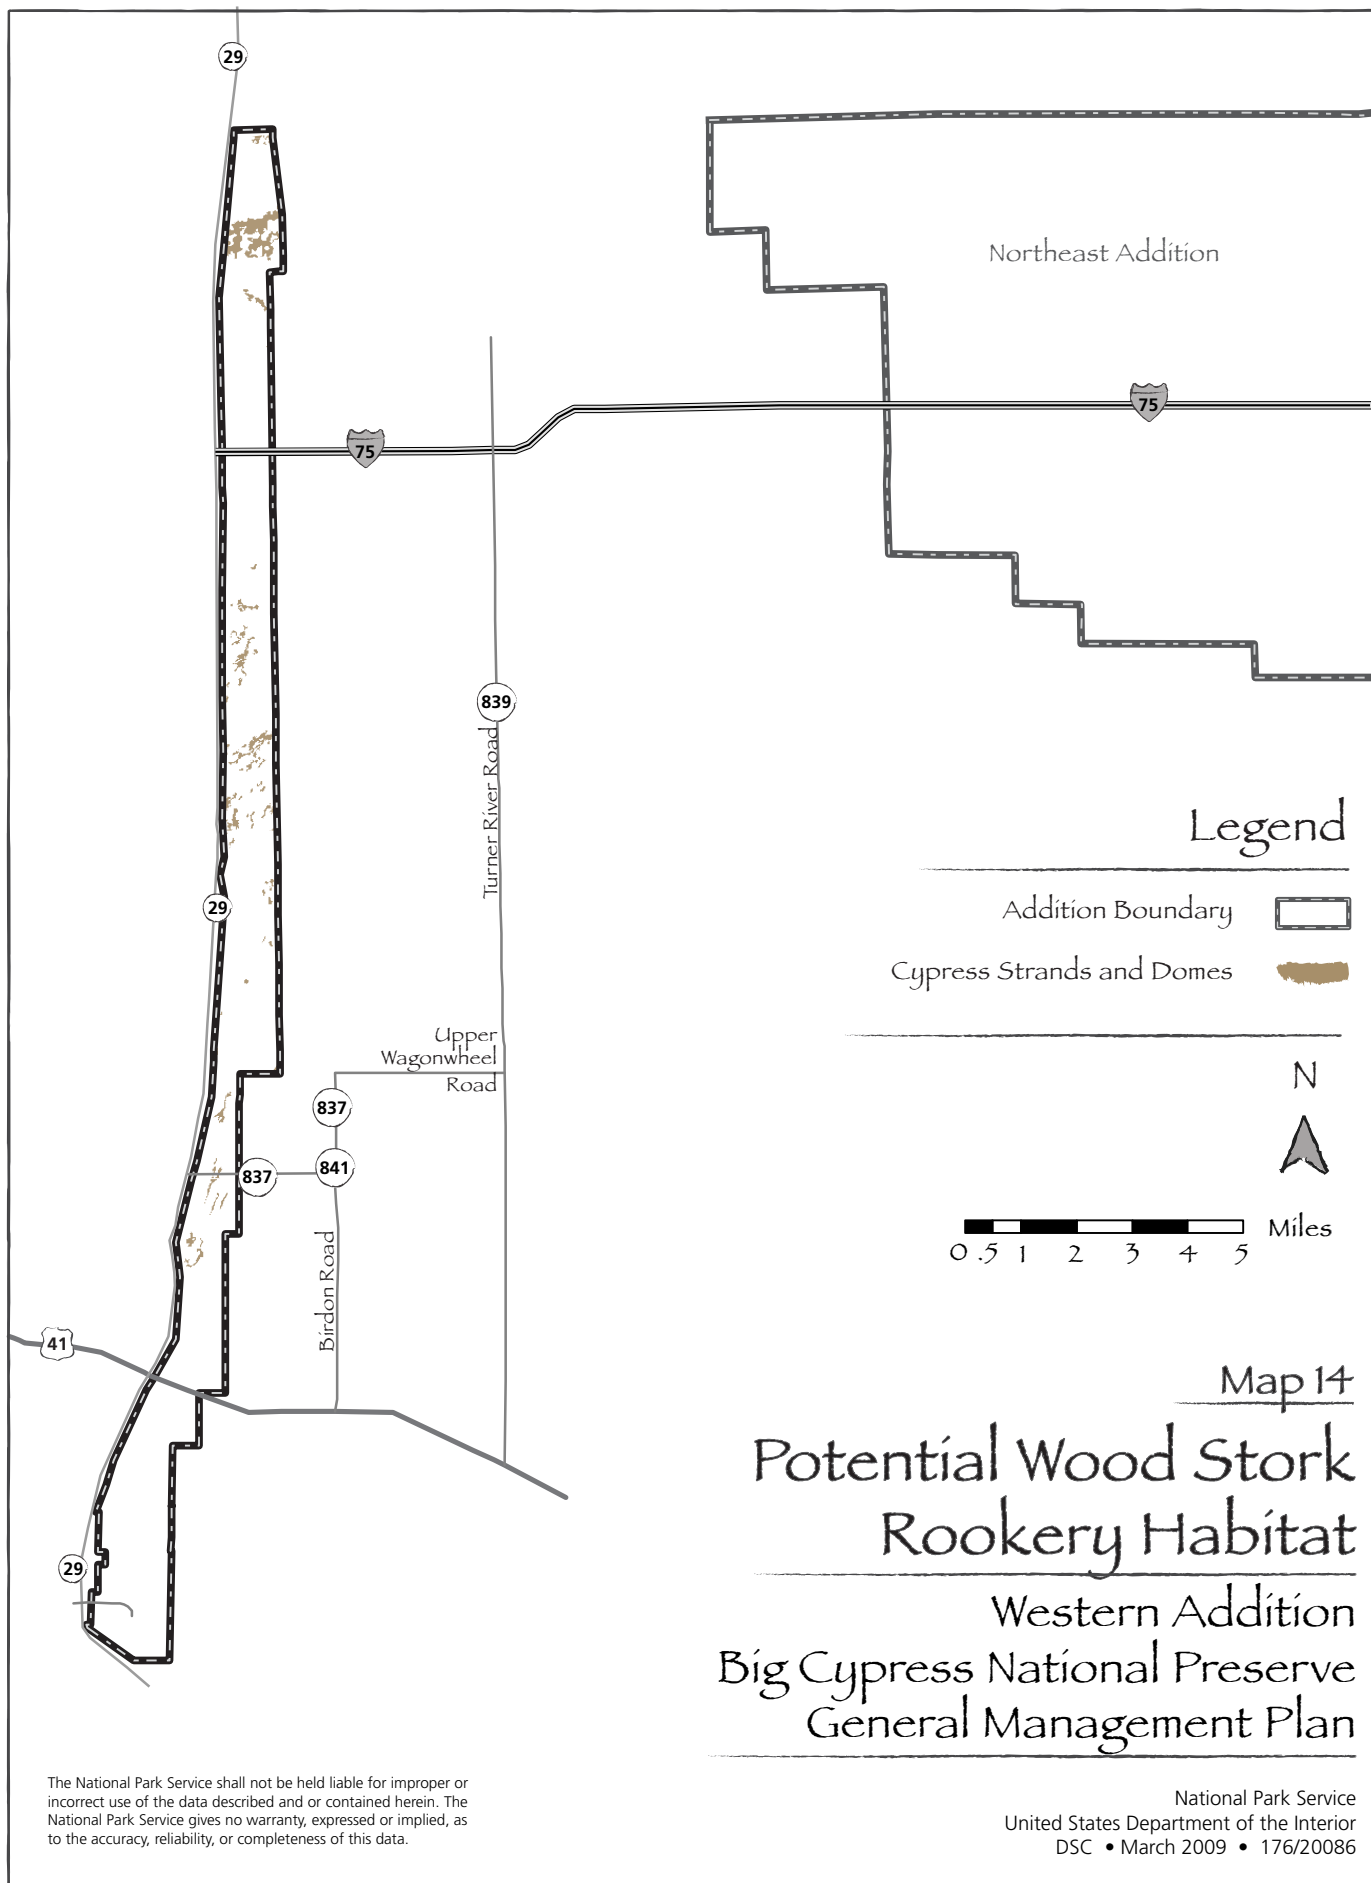 29
Northeast Addition
75
75
839
Turner River Road
Legend
Addition Boundary
29
Cypress Strands and Domes
Upper
Wagonwheel
Road
N
837
841
837
Birdon Road
0 .5 1 2 3 4 5 Miles
41
Map 14
Potential Wood Stork
Rookery Habitat
29
Western Addition
Big Cypress National Preserve
General Management Plan
The National Park Service shall not be held liable for improper or
incorrect use of the data described and or contained herein. The
National Park Service gives no warranty, expressed or implied, as
to the accuracy, reliability, or completeness of this data.
National Park Service
United States Department of the Interior
DSC • March 2009 • 176/20086